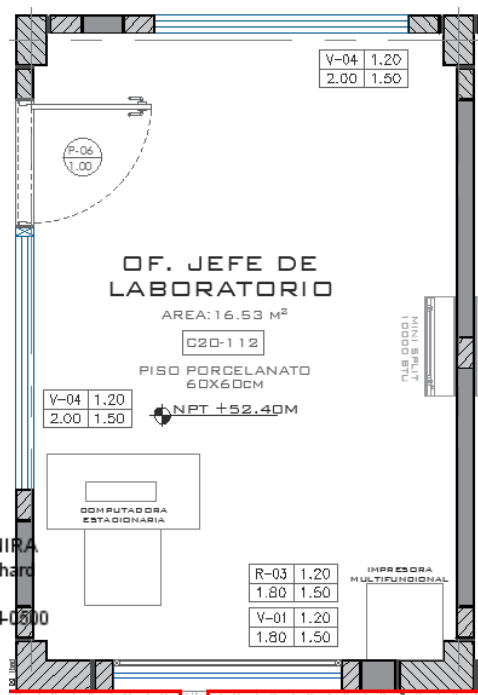 V-04 1.20
2.00 1.50
P-06
1.00
OF. JEFE DE
LABORATORIO
AREA: 16.53 M²
C2D-112
PISO PORCELANATO
60X60CM
NPT +52.40M
MINI SPLIT
10000 BTU
V-04 1.20
2.00 1.50
COMPUTADORA
ESTACIONARIA
IRA
hard
0500
R-03 1.20
1.80 1.50
V-01 1.20
1.80 1.50
IMPRESORA
MULTIFUNCIONAL